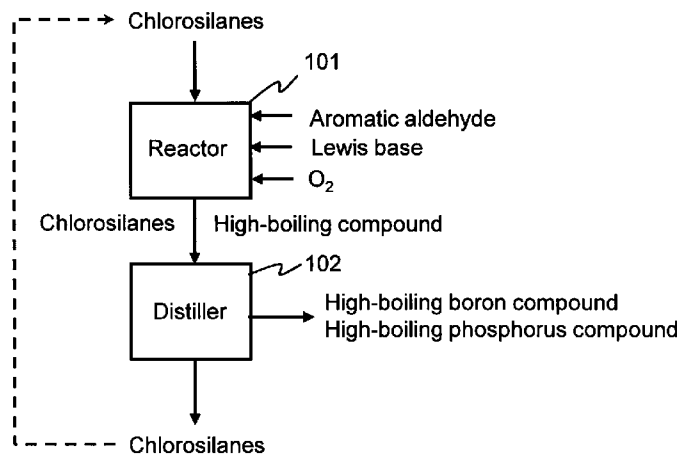 Chlorosilanes
101
Reactor
Aromatic aldehyde
Lewis base
O₂
Chlorosilanes
High-boiling compound
102
Distiller
High-boiling boron compound
High-boiling phosphorus compound
Chlorosilanes